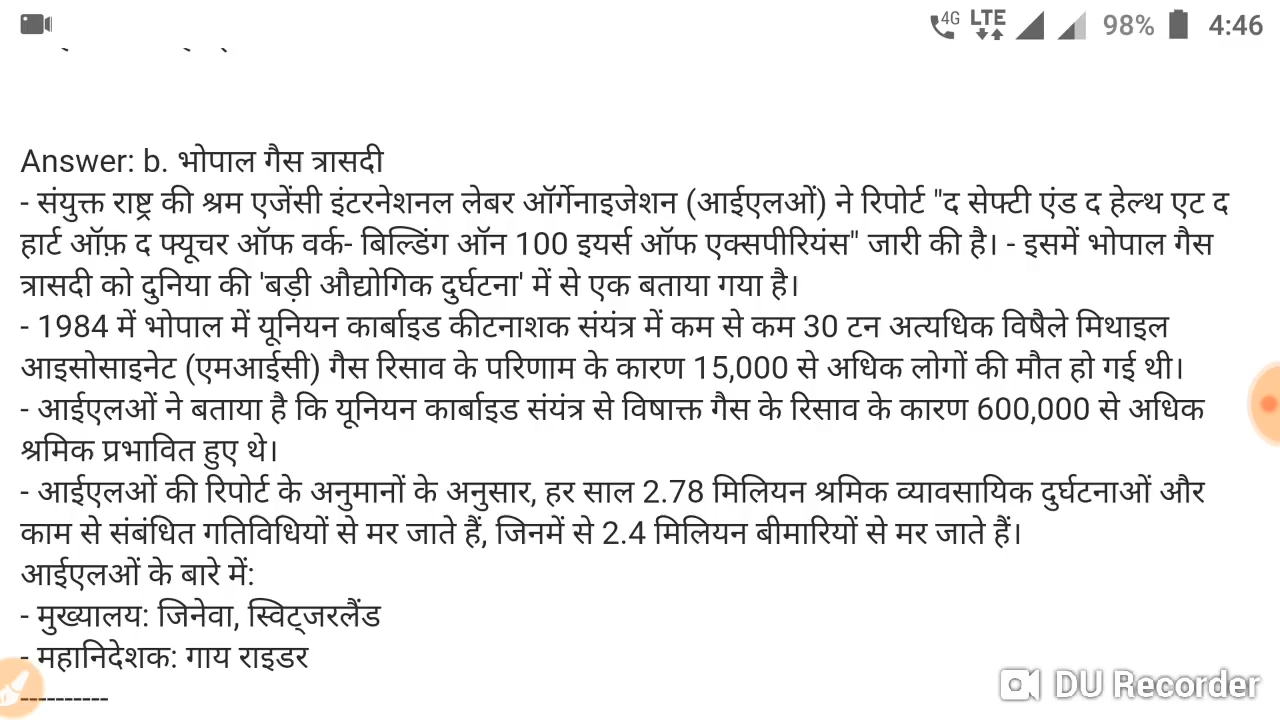 4G LTE 98% 4:46
Answer: b. भोपाल गैस त्रासदी
- संयुक्त राष्ट्र की श्रम एजेंसी इंटरनेशनल लेबर ऑर्गेनाइजेशन (आईएलओं) ने रिपोर्ट "द सेफ्टी एंड द हेल्थ एट द
हार्ट ऑफ़ द फ्यूचर ऑफ वर्क- बिल्डिंग ऑन 100 इयर्स ऑफ एक्सपीरियंस" जारी की है। - इसमें भोपाल गैस
त्रासदी को दुनिया की 'बड़ी औद्योगिक दुर्घटना' में से एक बताया गया है।
- 1984 में भोपाल में यूनियन कार्बाइड कीटनाशक संयंत्र में कम से कम 30 टन अत्यधिक विषैले मिथाइल
आइसोसाइनेट (एमआईसी) गैस रिसाव के परिणाम के कारण 15,000 से अधिक लोगों की मौत हो गई थी।
- आईएलओं ने बताया है कि यूनियन कार्बाइड संयंत्र से विषाक्त गैस के रिसाव के कारण 600,000 से अधिक
श्रमिक प्रभावित हुए थे।
- आईएलओं की रिपोर्ट के अनुमानों के अनुसार, हर साल 2.78 मिलियन श्रमिक व्यावसायिक दुर्घटनाओं और
काम से संबंधित गतिविधियों से मर जाते हैं, जिनमें से 2.4 मिलियन बीमारियों से मर जाते हैं।
आईएलओं के बारे में:
- मुख्यालय: जिनेवा, स्विट्जरलैंड
- महानिदेशक: गाय राइडर
----------
DU Recorder